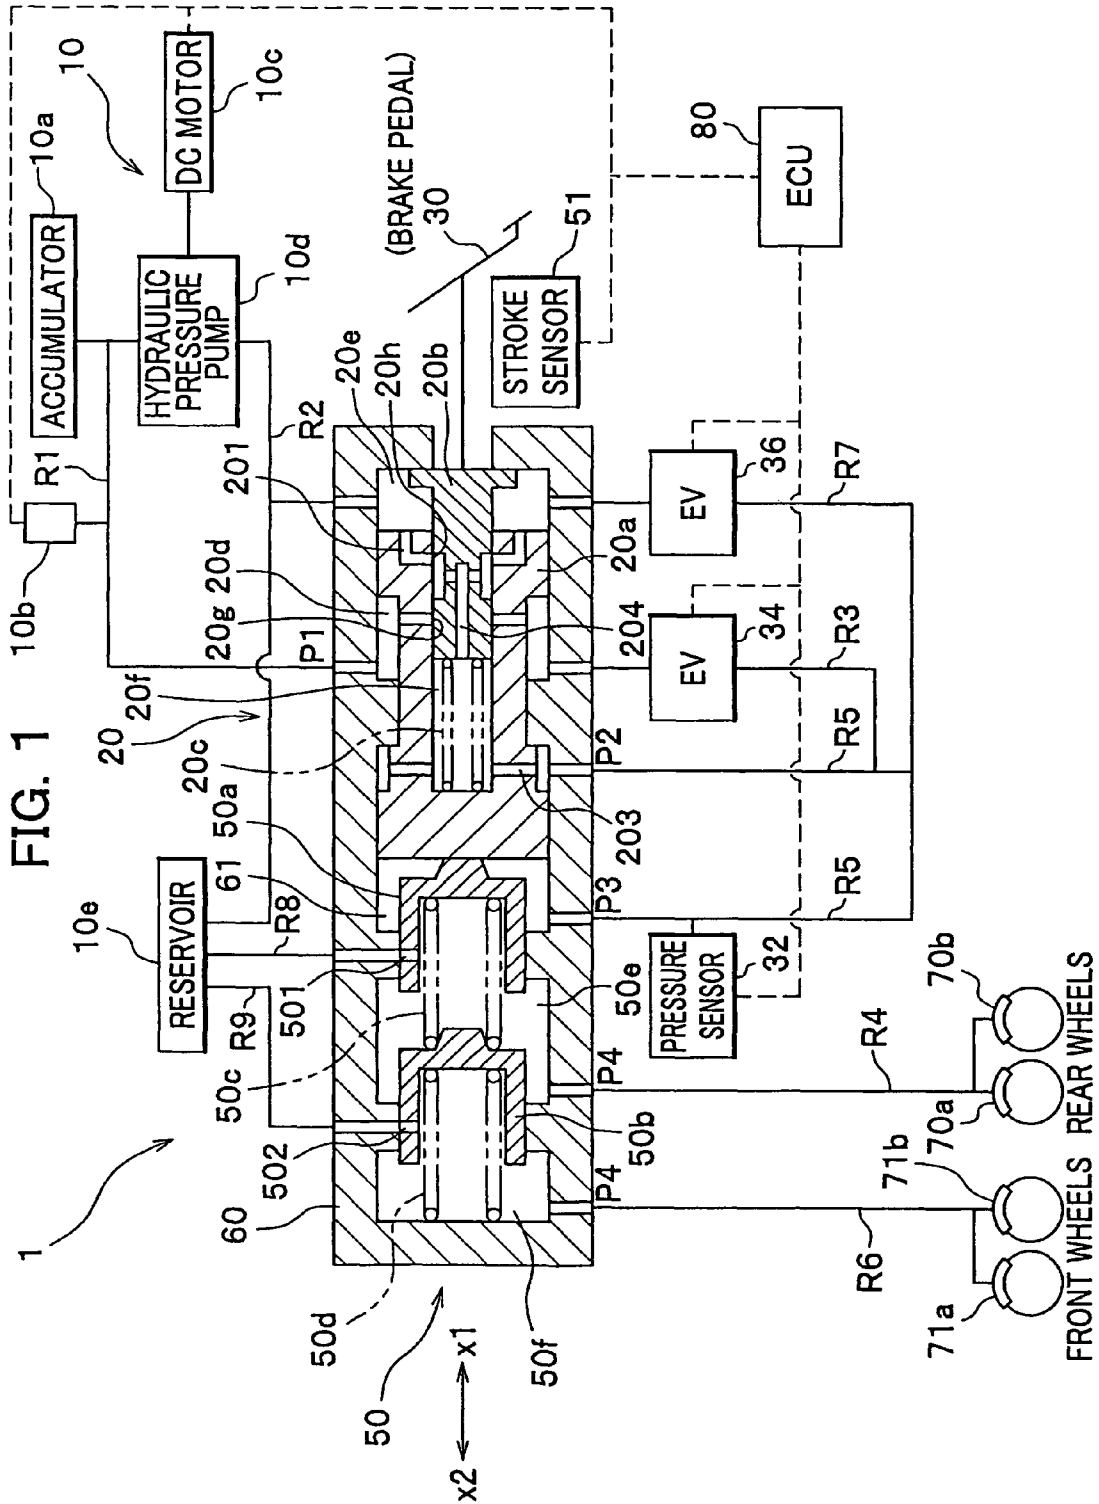 FIG. 1
1
10
10a
ACCUMULATOR
DC MOTOR
10c
HYDRAULIC
PRESSURE
PUMP
10d
10b
R1
R2
10e
RESERVOIR
R9
R8
20
P1
20f
20c
50a
61
501
50c
502
60
20g
20d
201
20e
20h
20b
(BRAKE PEDAL)
30
STROKE
SENSOR
51
80
ECU
50d
50
x1
x2
50f
P4
50b
P4
50e
P3
203
P2
204
20a
EV
36
R7
EV
34
R3
R5
R5
PRESSURE
SENSOR
32
R4
R6
71a
71b
70a
70b
FRONT WHEELS
REAR WHEELS